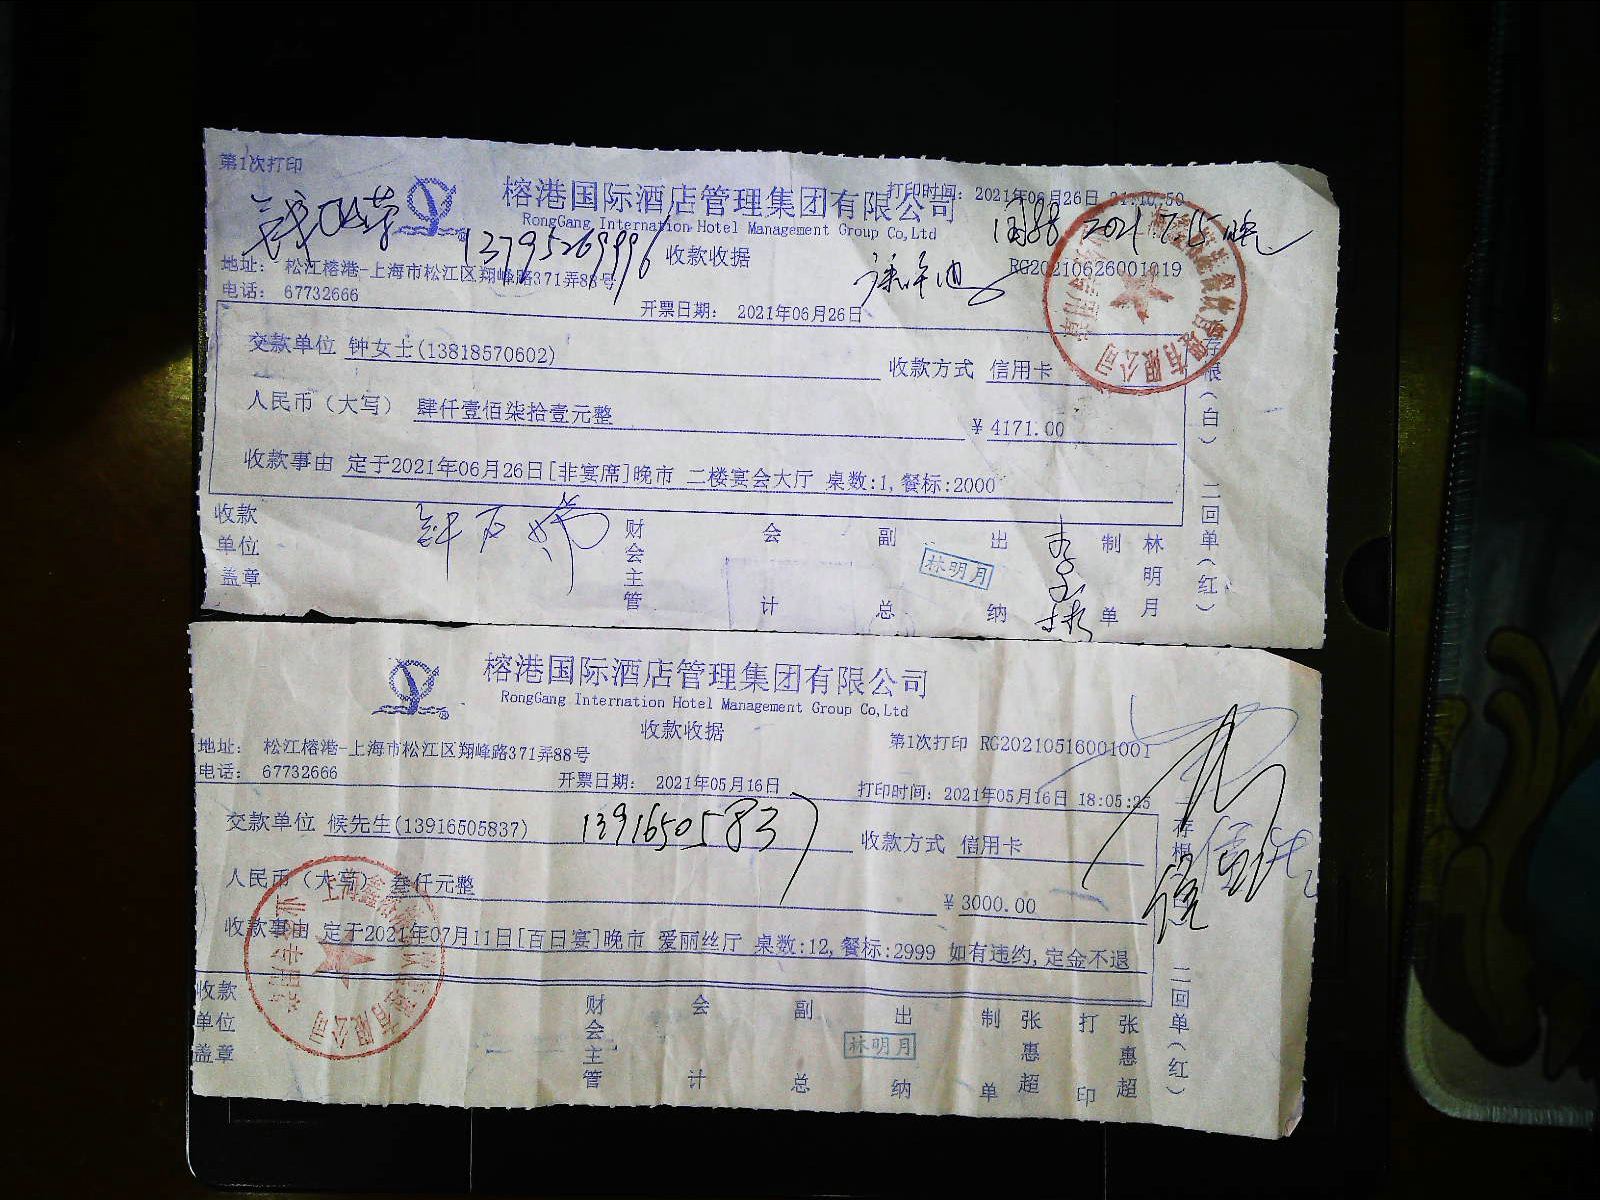 第1次打印
榕港国际酒店管理集团有限公司
打印时间: 2021年06月26日 21:10:50
RongGang Internation Hotel Management Group Co,Ltd
13795269996
收款收据
2021 7.15 晚
RG20210626001019
地址: 松江榕港-上海市松江区翔峰路371弄88号
电话: 67732666
开票日期: 2021年06月26日
交款单位 钟女士(13818570602)
收款方式 信用卡
人民币(大写) 肆仟壹佰柒拾壹元整
¥ 4171.00
收款事由 定于2021年06月26日[非宴席]晚市 二楼宴会大厅 桌数:1,餐标:2000
一存根(白) 二回单(红)
收款单位盖章
财会主管
会计
副总
出纳
林明月
制单
林明月
榕港国际酒店管理集团有限公司
RongGang Internation Hotel Management Group Co,Ltd
收款收据
第1次打印 RG20210516001001
地址: 松江榕港-上海市松江区翔峰路371弄88号
电话: 67732666
开票日期: 2021年05月16日
打印时间: 2021年05月16日 18:05:25
交款单位 候先生(13916505837)
13916505837
收款方式 信用卡
人民币(大写) 叁仟元整
¥ 3000.00
收款事由 定于2021年07月11日[百日宴]晚市 爱丽丝厅 桌数:12,餐标:2999 如有违约,定金不退
二回单(红)
收款单位盖章
财会主管
会计
副总
出纳
林明月
制单
张惠超
打印
张惠超